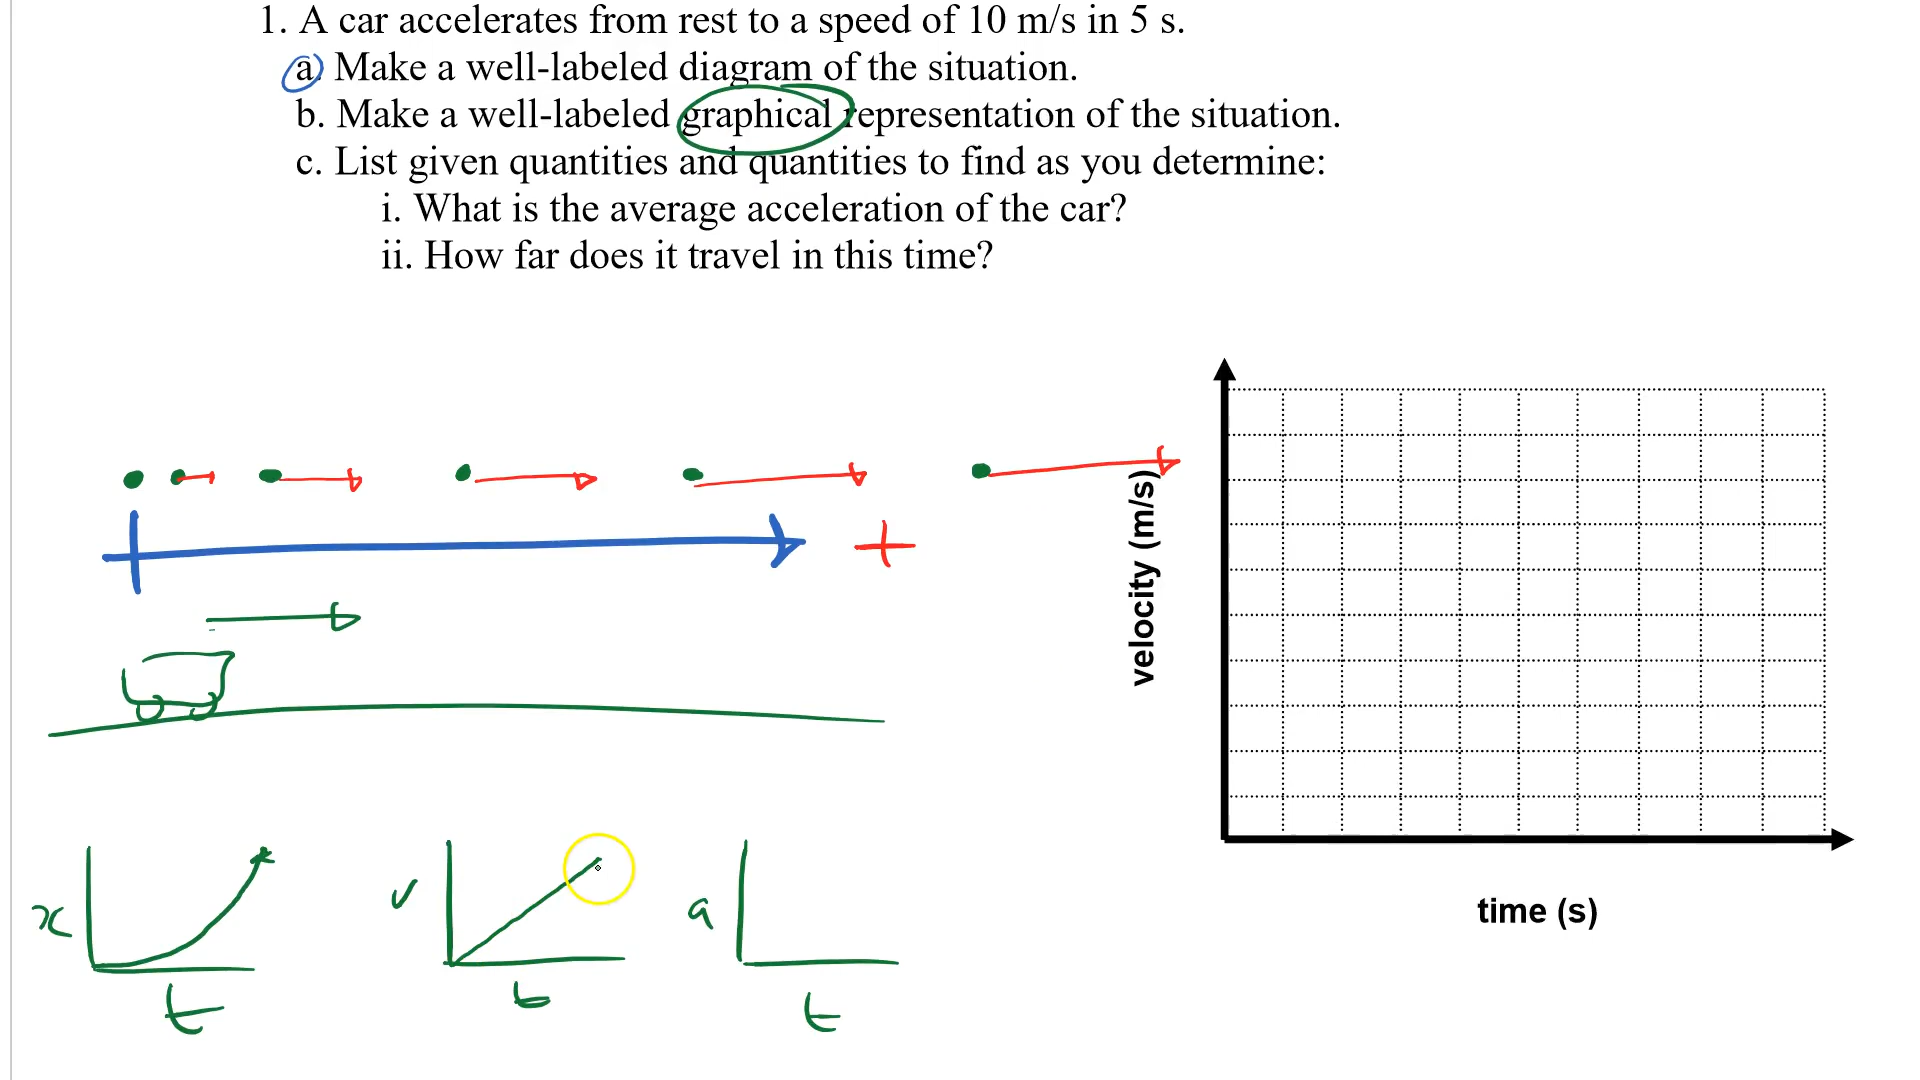 1. A car accelerates from rest to a speed of 10 m/s in 5 s.
a. Make a well-labeled diagram of the situation.
b. Make a well-labeled graphical representation of the situation.
c. List given quantities and quantities to find as you determine:
i. What is the average acceleration of the car?
ii. How far does it travel in this time?
+
velocity (m/s)
time (s)
x
t
v
t
a
t